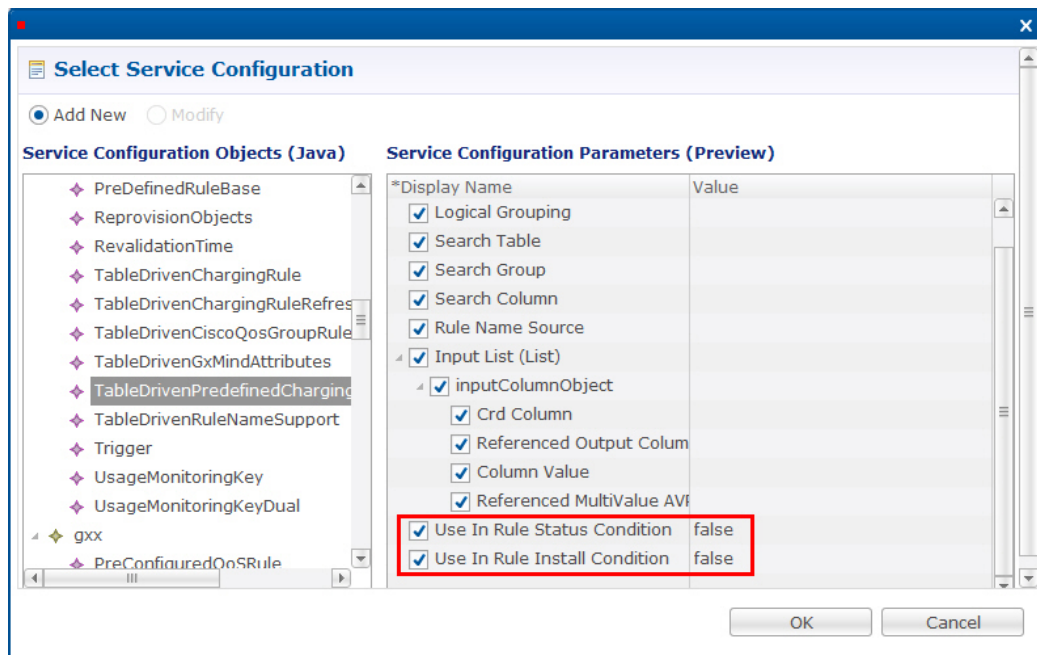 Select Service Configuration
Add New Modify
Service Configuration Objects (Java)
PreDefinedRuleBase
ReprovisionObjects
RevalidationTime
TableDrivenChargingRule
TableDrivenChargingRuleRefres
TableDrivenCiscoQosGroupRule
TableDrivenGxMindAttributes
TableDrivenPredefinedCharging
TableDrivenRuleNameSupport
Trigger
UsageMonitoringKey
UsageMonitoringKeyDual
gxx
PreConfiguredQoSRule
Service Configuration Parameters (Preview)
*Display Name Value
Logical Grouping
Search Table
Search Group
Search Column
Rule Name Source
Input List (List)
inputColumnObject
Crd Column
Referenced Output Colum
Column Value
Referenced MultiValue AVP
Use In Rule Status Condition false
Use In Rule Install Condition false
OK Cancel